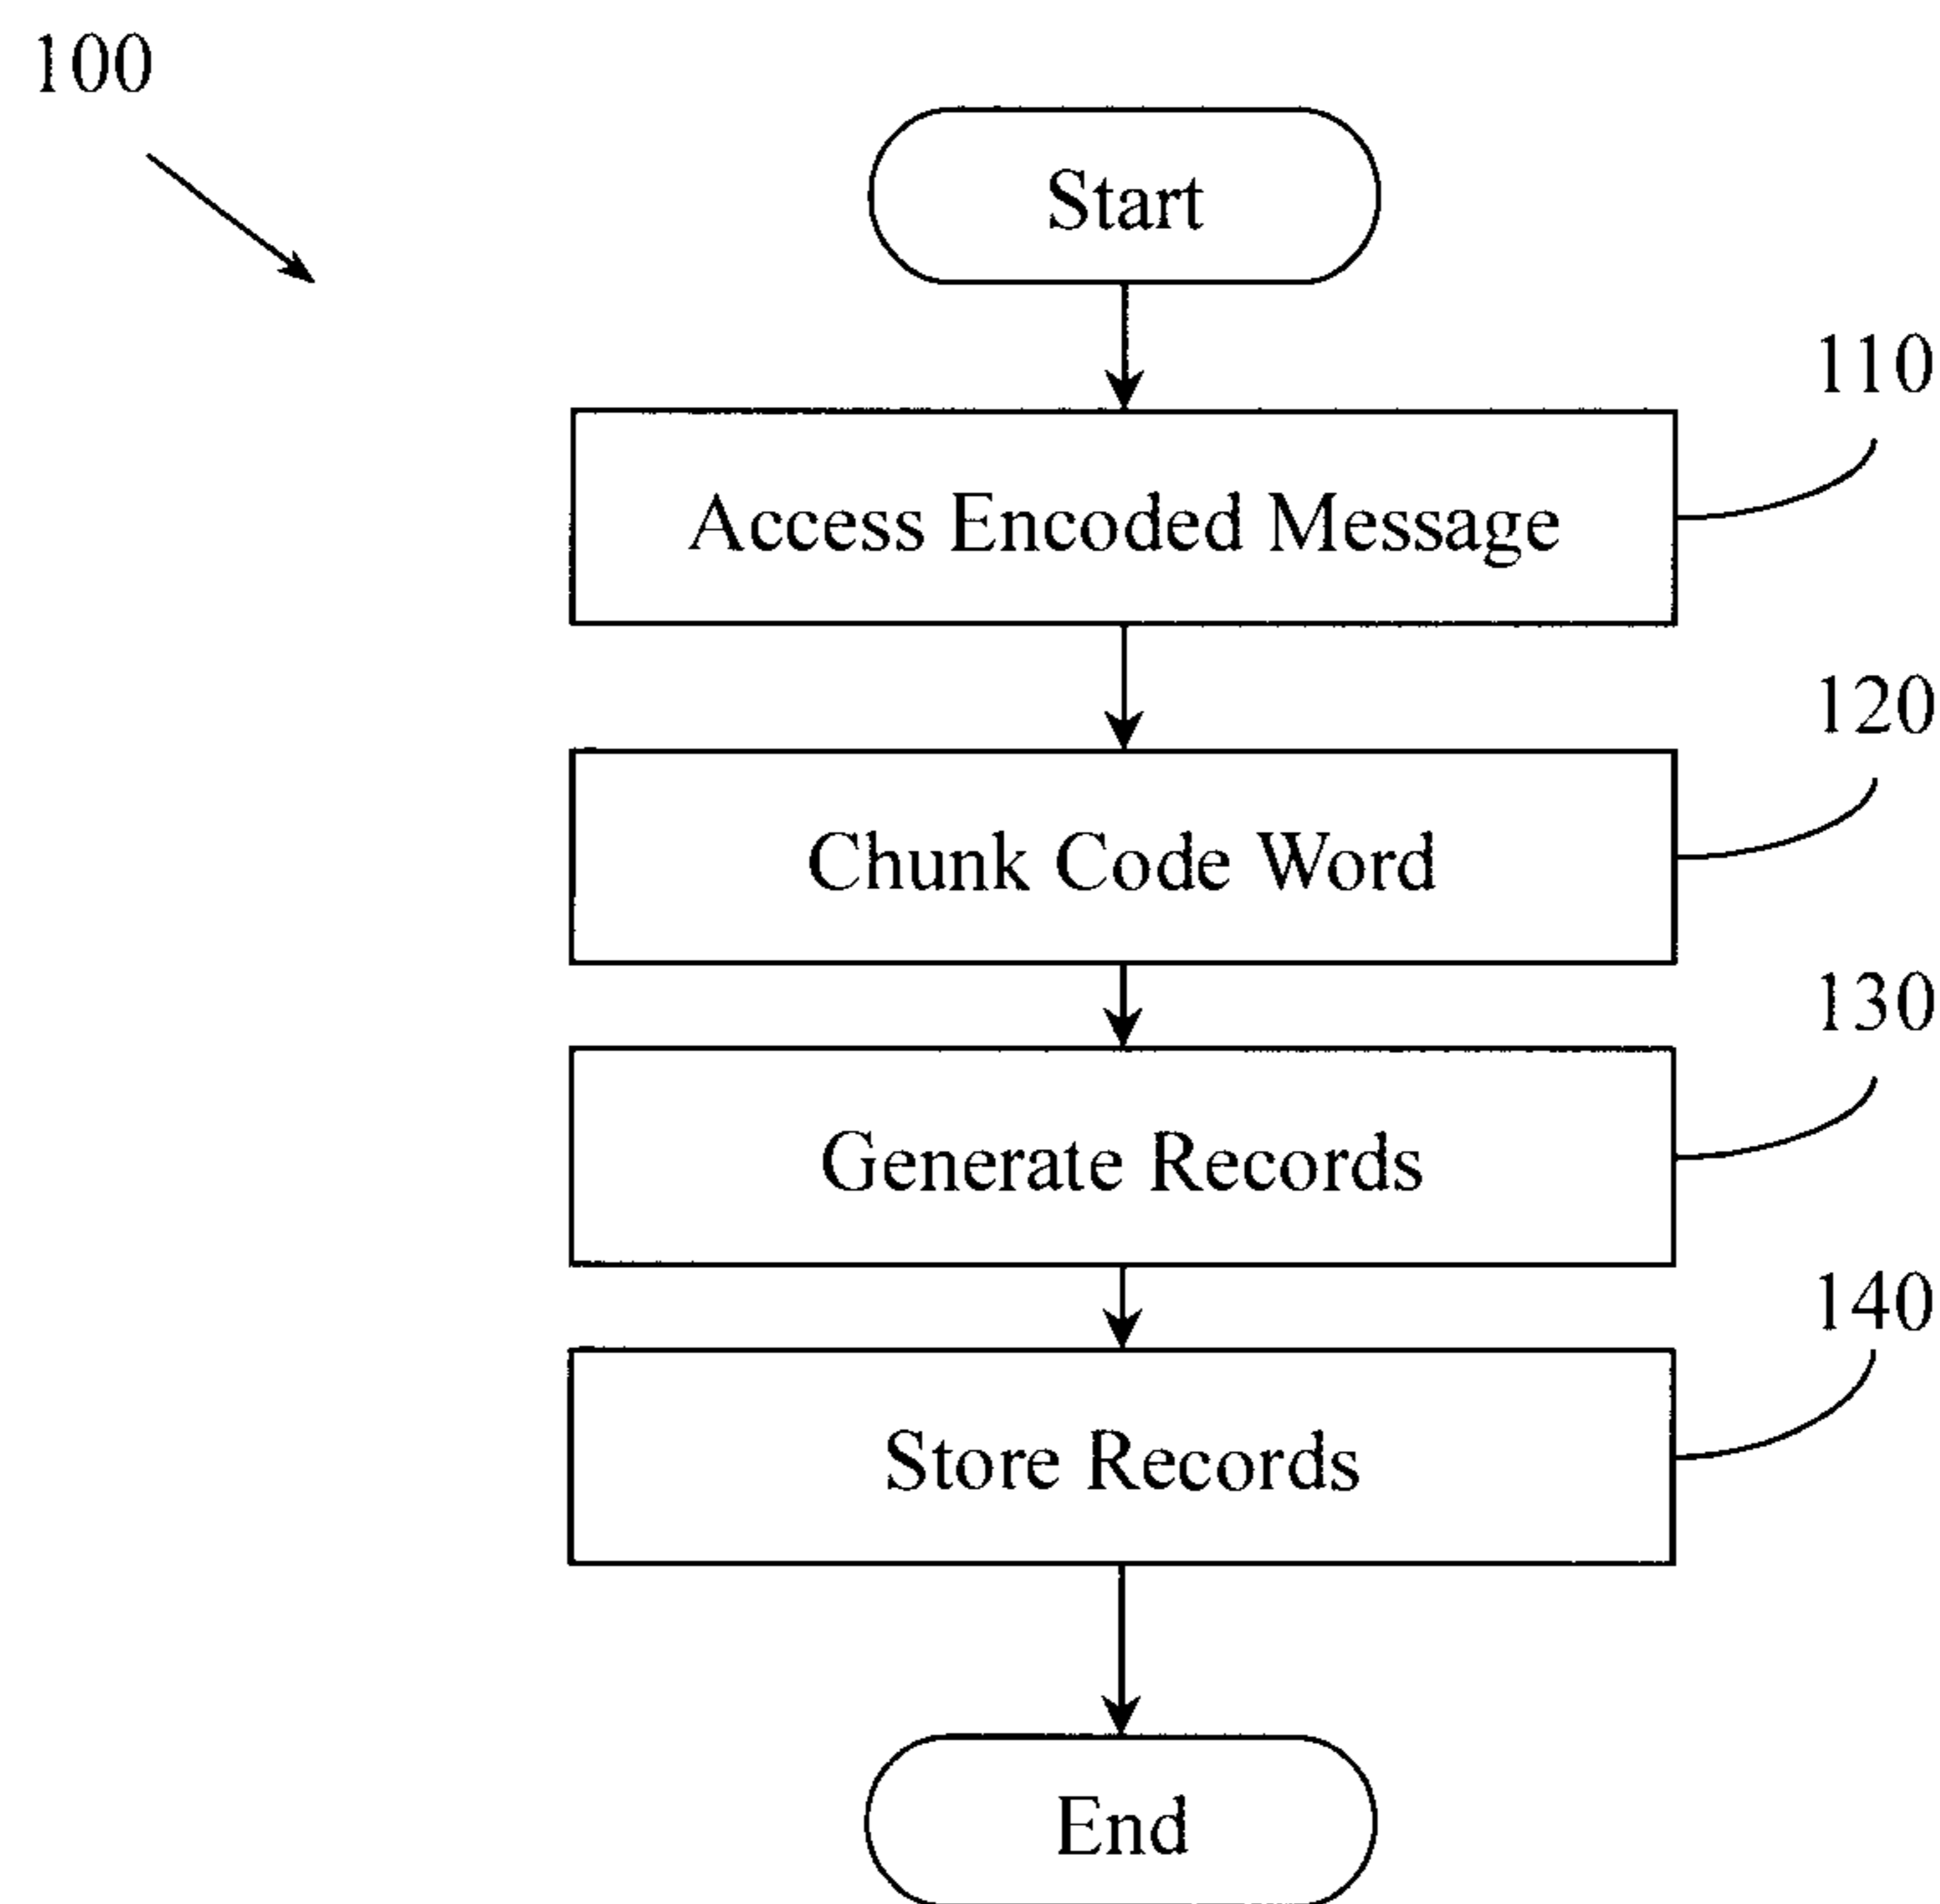 100
Start
110
Access Encoded Message
120
Chunk Code Word
130
Generate Records
140
Store Records
End